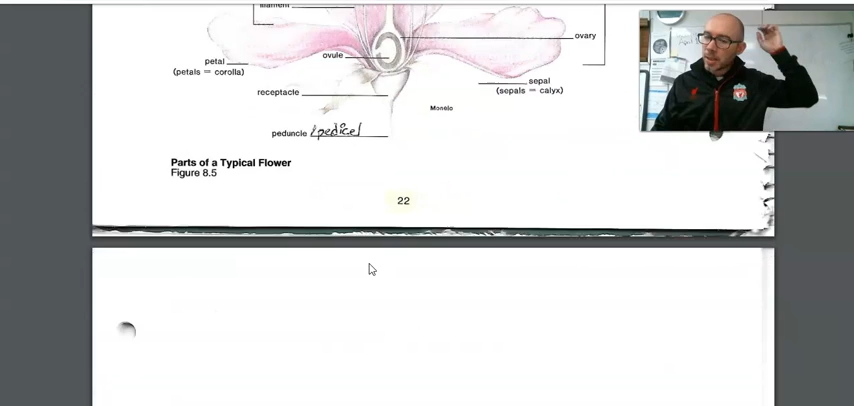 filament
ovary
petal
(petals = corolla)
ovule
sepal
(sepals = calyx)
receptacle
Monelo
peduncle (pedicel
Parts of a Typical Flower
Figure 8.5
22